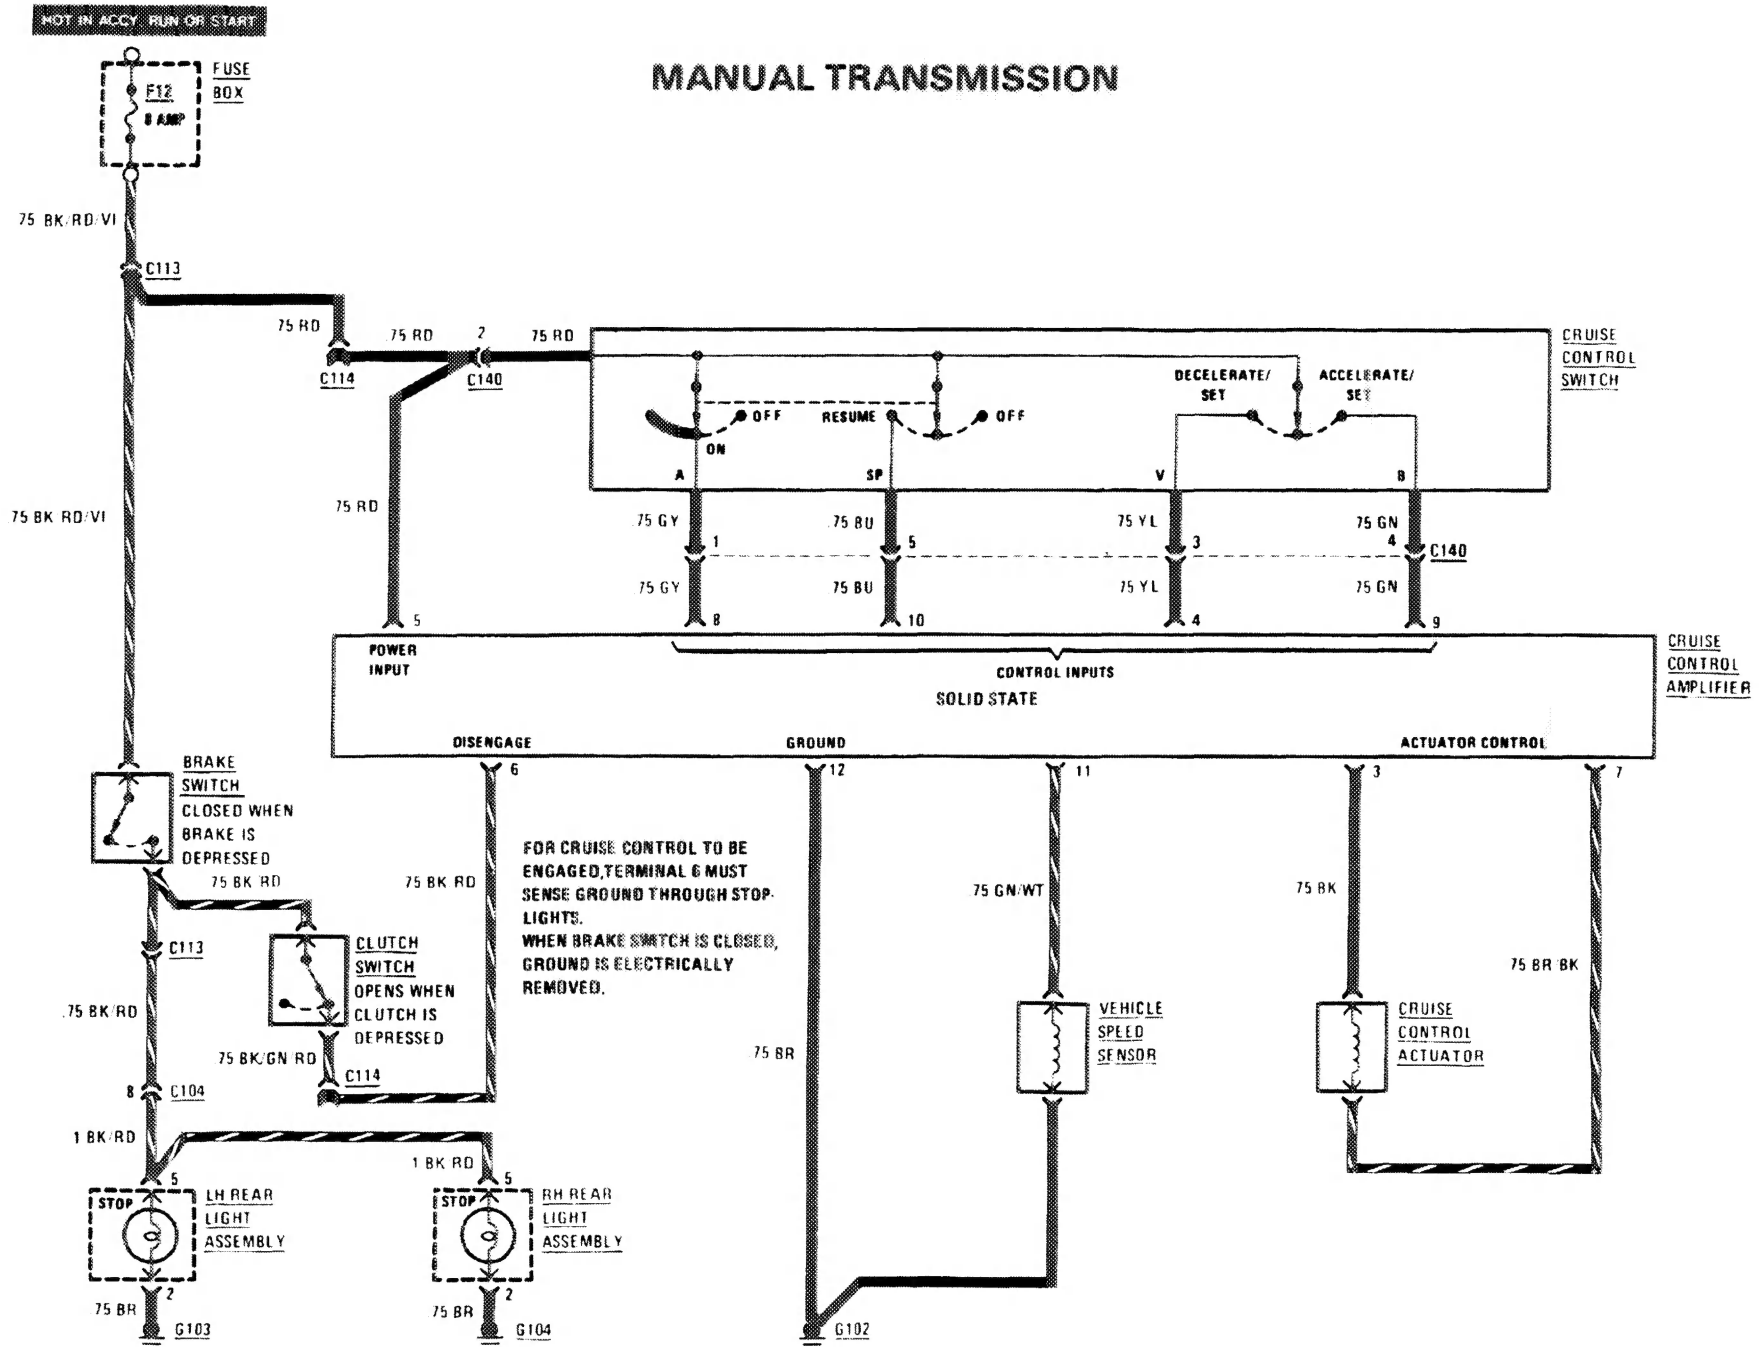 HOT IN ACCY RUN OR START
MANUAL TRANSMISSION
FUSE
BOX
F12
8 AMP
75 BK/RD/VI
C113
75 RD
C114
.75 RD
2
C140
75 RD
CRUISE
CONTROL
SWITCH
DECELERATE/
SET
ACCELERATE/
SET
OFF
ON
RESUME
OFF
A
SP
V
B
75 BK RD/VI
75 RD
.75 GY
.75 BU
75 YL
75 GN
1
5
3
4
C140
75 GY
75 BU
75 YL
75 GN
5
8
10
4
9
POWER
INPUT
CONTROL INPUTS
SOLID STATE
CRUISE
CONTROL
AMPLIFIER
DISENGAGE
GROUND
ACTUATOR CONTROL
6
12
11
3
7
BRAKE
SWITCH
CLOSED WHEN
BRAKE IS
DEPRESSED
75 BK RD
75 BK RD
FOR CRUISE CONTROL TO BE
ENGAGED,TERMINAL 6 MUST
SENSE GROUND THROUGH STOP-
LIGHTS.
WHEN BRAKE SWITCH IS CLOSED,
GROUND IS ELECTRICALLY
REMOVED.
75 GN/WT
75 BK
75 BR/BK
C113
CLUTCH
SWITCH
OPENS WHEN
CLUTCH IS
DEPRESSED
.75 BK/RD
75 BK/GN/RD
C114
8
C104
.75 BR
VEHICLE
SPEED
SENSOR
CRUISE
CONTROL
ACTUATOR
1 BK/RD
1 BK RD
5
5
STOP
LH REAR
LIGHT
ASSEMBLY
STOP
RH REAR
LIGHT
ASSEMBLY
2
2
.75 BR
75 BR
G103
G104
G102